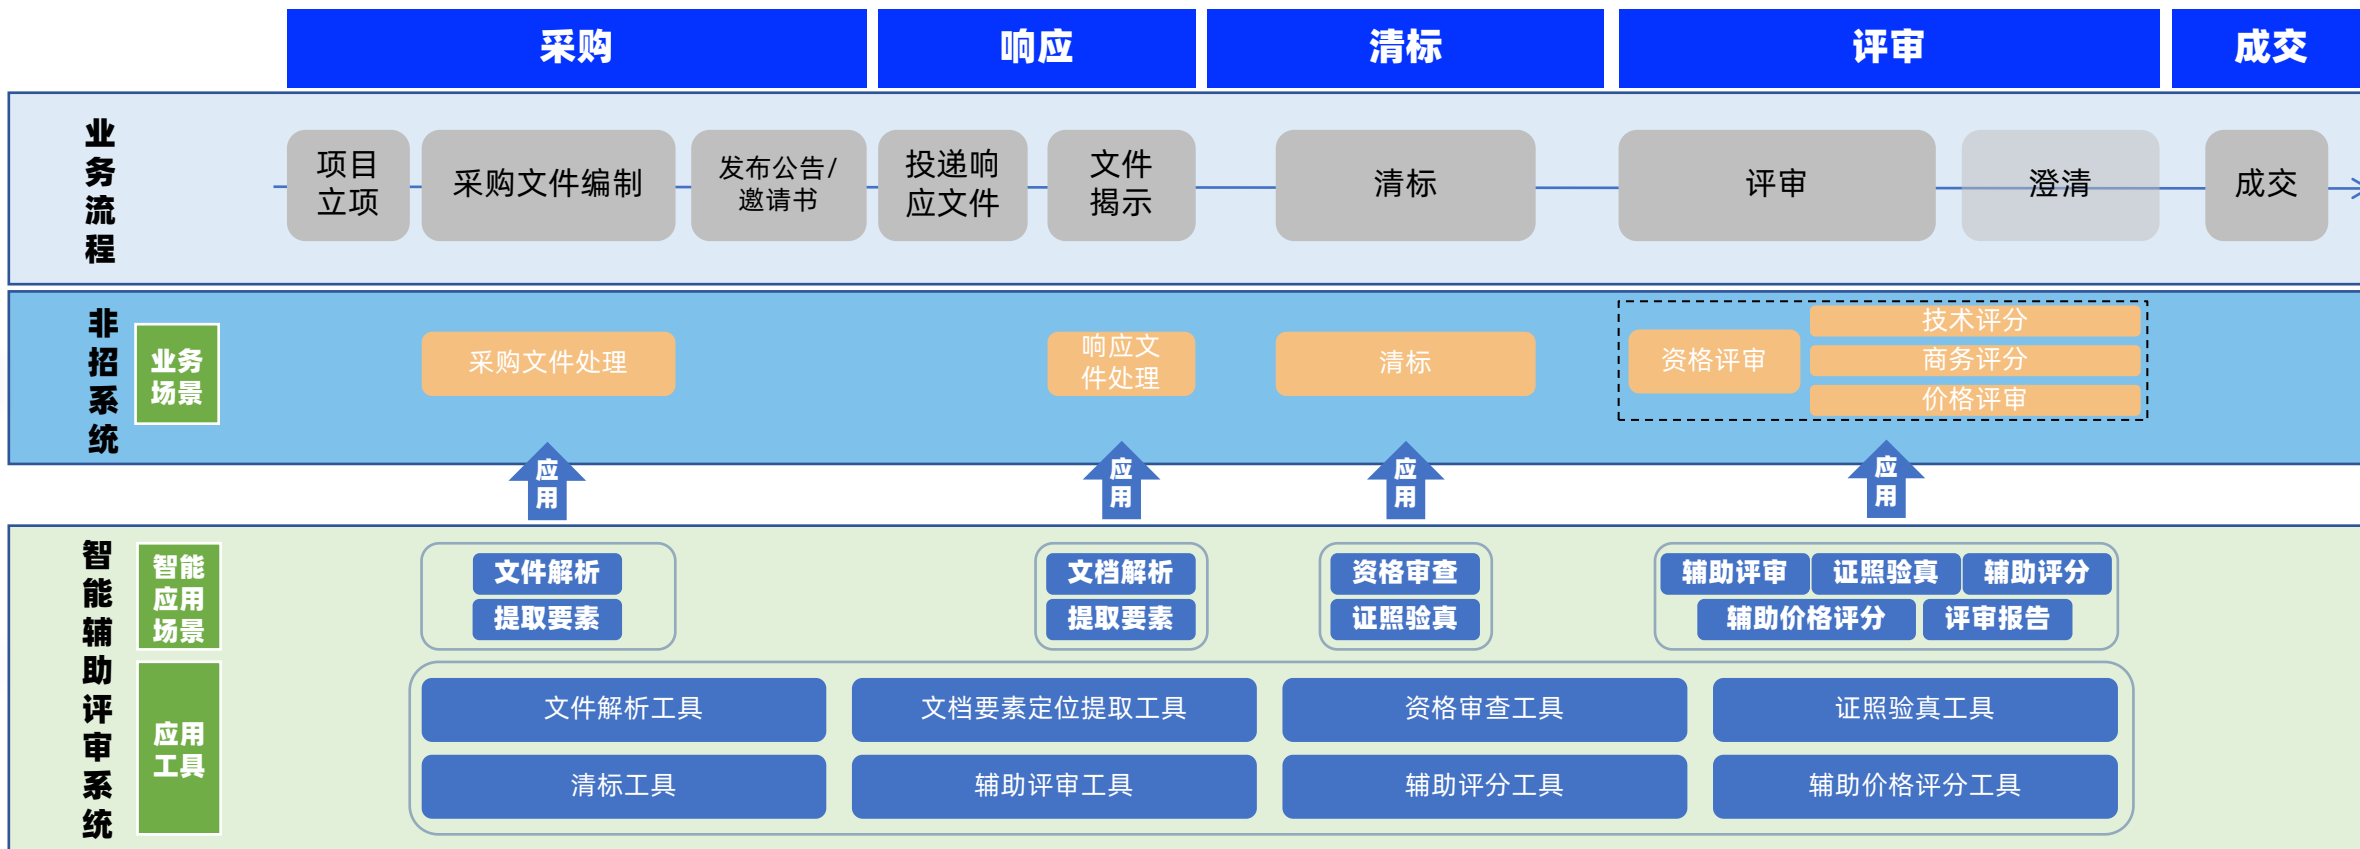 采购
响应
清标
评审
成交
业务流程
项目
立项
采购文件编制
发布公告/
邀请书
投递响
应文件
文件
揭示
清标
评审
澄清
成交
非招系统
业务
场景
采购文件处理
响应文
件处理
清标
资格评审
技术评分
商务评分
价格评审
应用
应用
应用
应用
智能辅助评审系统
智能
应用
场景
文件解析
提取要素
文档解析
提取要素
资格审查
证照验真
辅助评审
证照验真
辅助评分
辅助价格评分
评审报告
应用
工具
文件解析工具
文档要素定位提取工具
资格审查工具
证照验真工具
清标工具
辅助评审工具
辅助评分工具
辅助价格评分工具